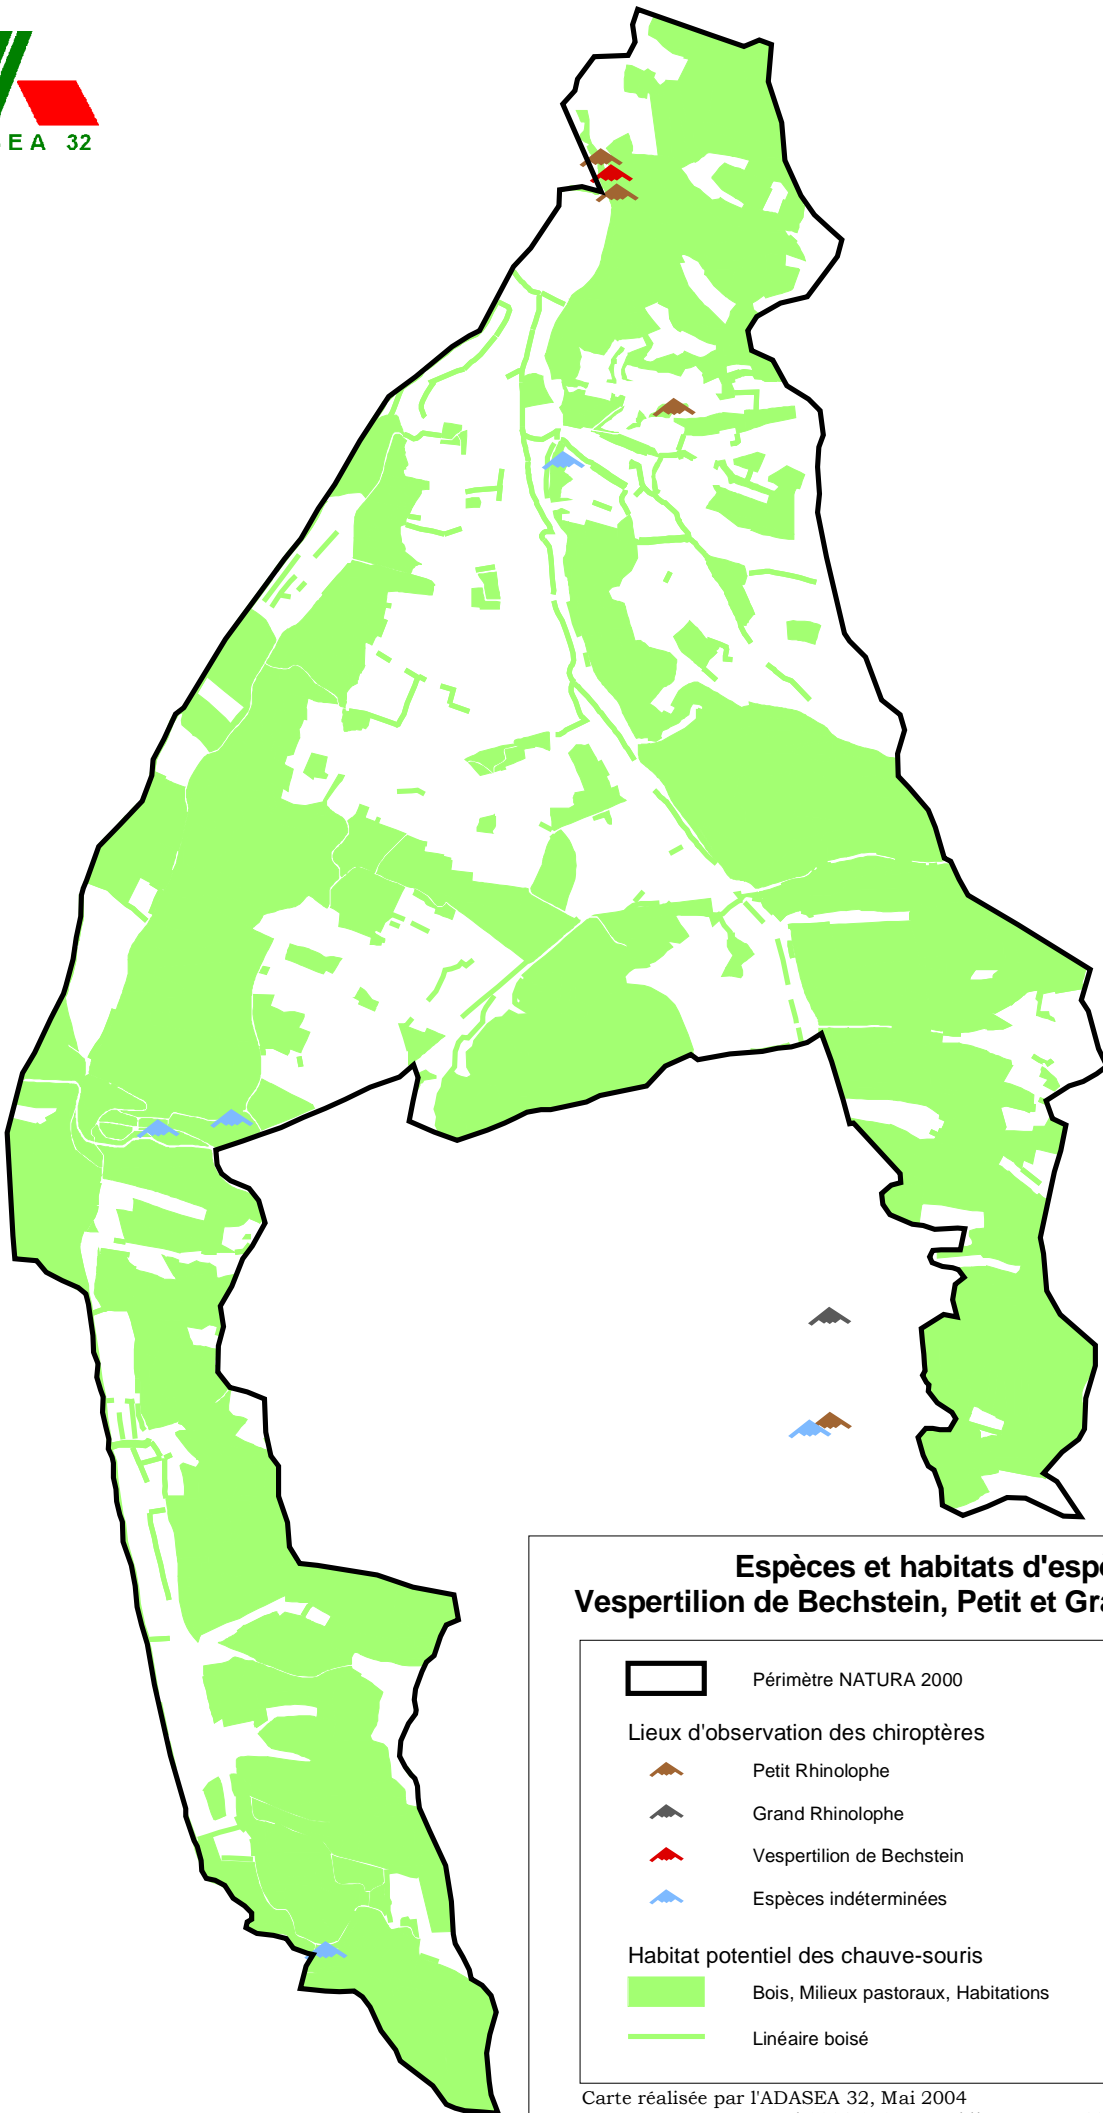 E A 32
Espèces et habitats d'esp
Vespertilion de Bechstein, Petit et Gra
Périmètre NATURA 2000
Lieux d'observation des chiroptères
Petit Rhinolophe
Grand Rhinolophe
Vespertilion de Bechstein
Espèces indéterminées
Habitat potentiel des chauve-souris
Bois, Milieux pastoraux, Habitations
Linéaire boisé
Carte réalisée par l'ADASEA 32, Mai 2004